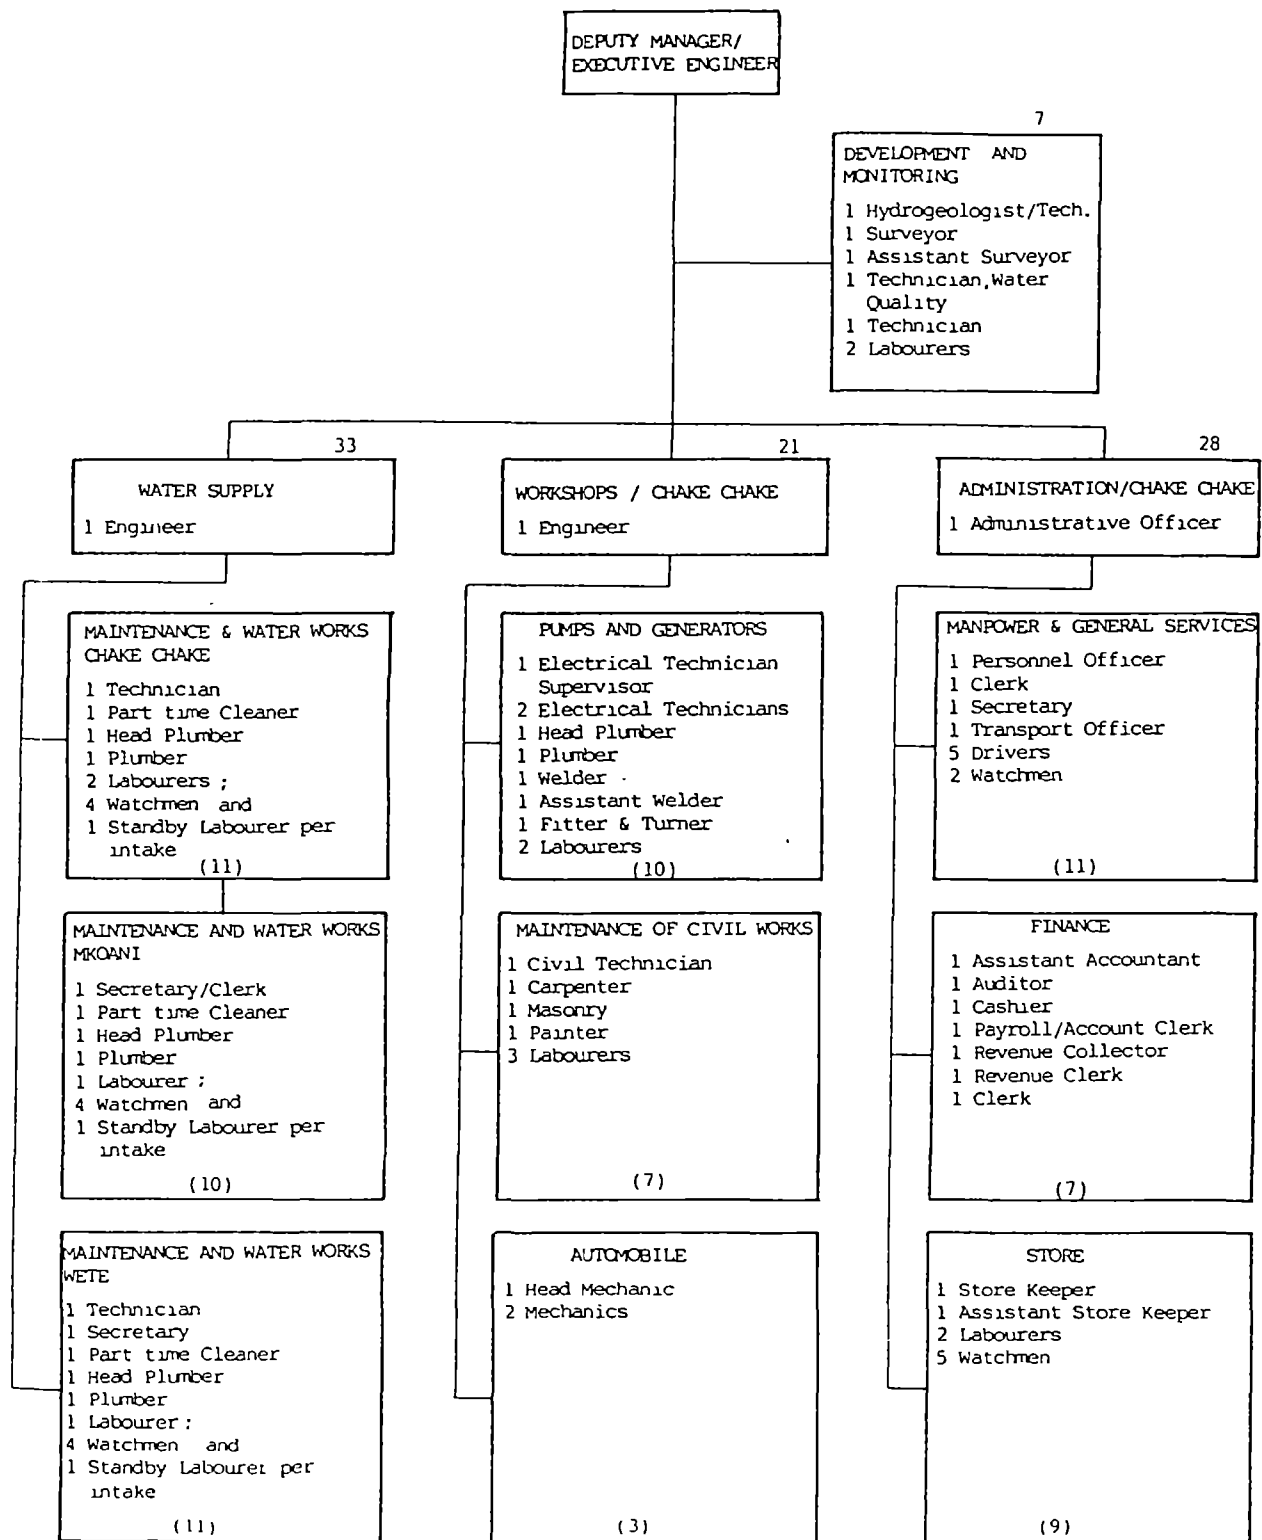 DEPUTY MANAGER/
EXECUTIVE ENGINEER
7
DEVELOPMENT AND
MONITORING
1 Hydrogeologist/Tech.
1 Surveyor
1 Assistant Surveyor
1 Technician,Water
Quality
1 Technician
2 Labourers
33
WATER SUPPLY
1 Engineer
21
WORKSHOPS / CHAKE CHAKE
1 Engineer
28
ADMINISTRATION/CHAKE CHAKE
1 Administrative Officer
MAINTENANCE & WATER WORKS
CHAKE CHAKE
1 Technician
1 Part time Cleaner
1 Head Plumber
1 Plumber
2 Labourers ;
4 Watchmen and
1 Standby Labourer per
intake
(11)
PUMPS AND GENERATORS
1 Electrical Technician
Supervisor
2 Electrical Technicians
1 Head Plumber
1 Plumber
1 Welder
1 Assistant Welder
1 Fitter & Turner
2 Labourers
(10)
MANPOWER & GENERAL SERVICES
1 Personnel Officer
1 Clerk
1 Secretary
1 Transport Officer
5 Drivers
2 Watchmen
(11)
MAINTENANCE AND WATER WORKS
MKOANI
1 Secretary/Clerk
1 Part time Cleaner
1 Head Plumber
1 Plumber
1 Labourer ;
4 Watchmen and
1 Standby Labourer per
intake
(10)
MAINTENANCE OF CIVIL WORKS
1 Civil Technician
1 Carpenter
1 Masonry
1 Painter
3 Labourers
(7)
FINANCE
1 Assistant Accountant
1 Auditor
1 Cashier
1 Payroll/Account Clerk
1 Revenue Collector
1 Revenue Clerk
1 Clerk
(7)
MAINTENANCE AND WATER WORKS
WETE
1 Technician
1 Secretary
1 Part time Cleaner
1 Head Plumber
1 Plumber
1 Labourer ;
4 Watchmen and
1 Standby Labourer per
intake
(11)
AUTOMOBILE
1 Head Mechanic
2 Mechanics
(3)
STORE
1 Store Keeper
1 Assistant Store Keeper
2 Labourers
5 Watchmen
(9)